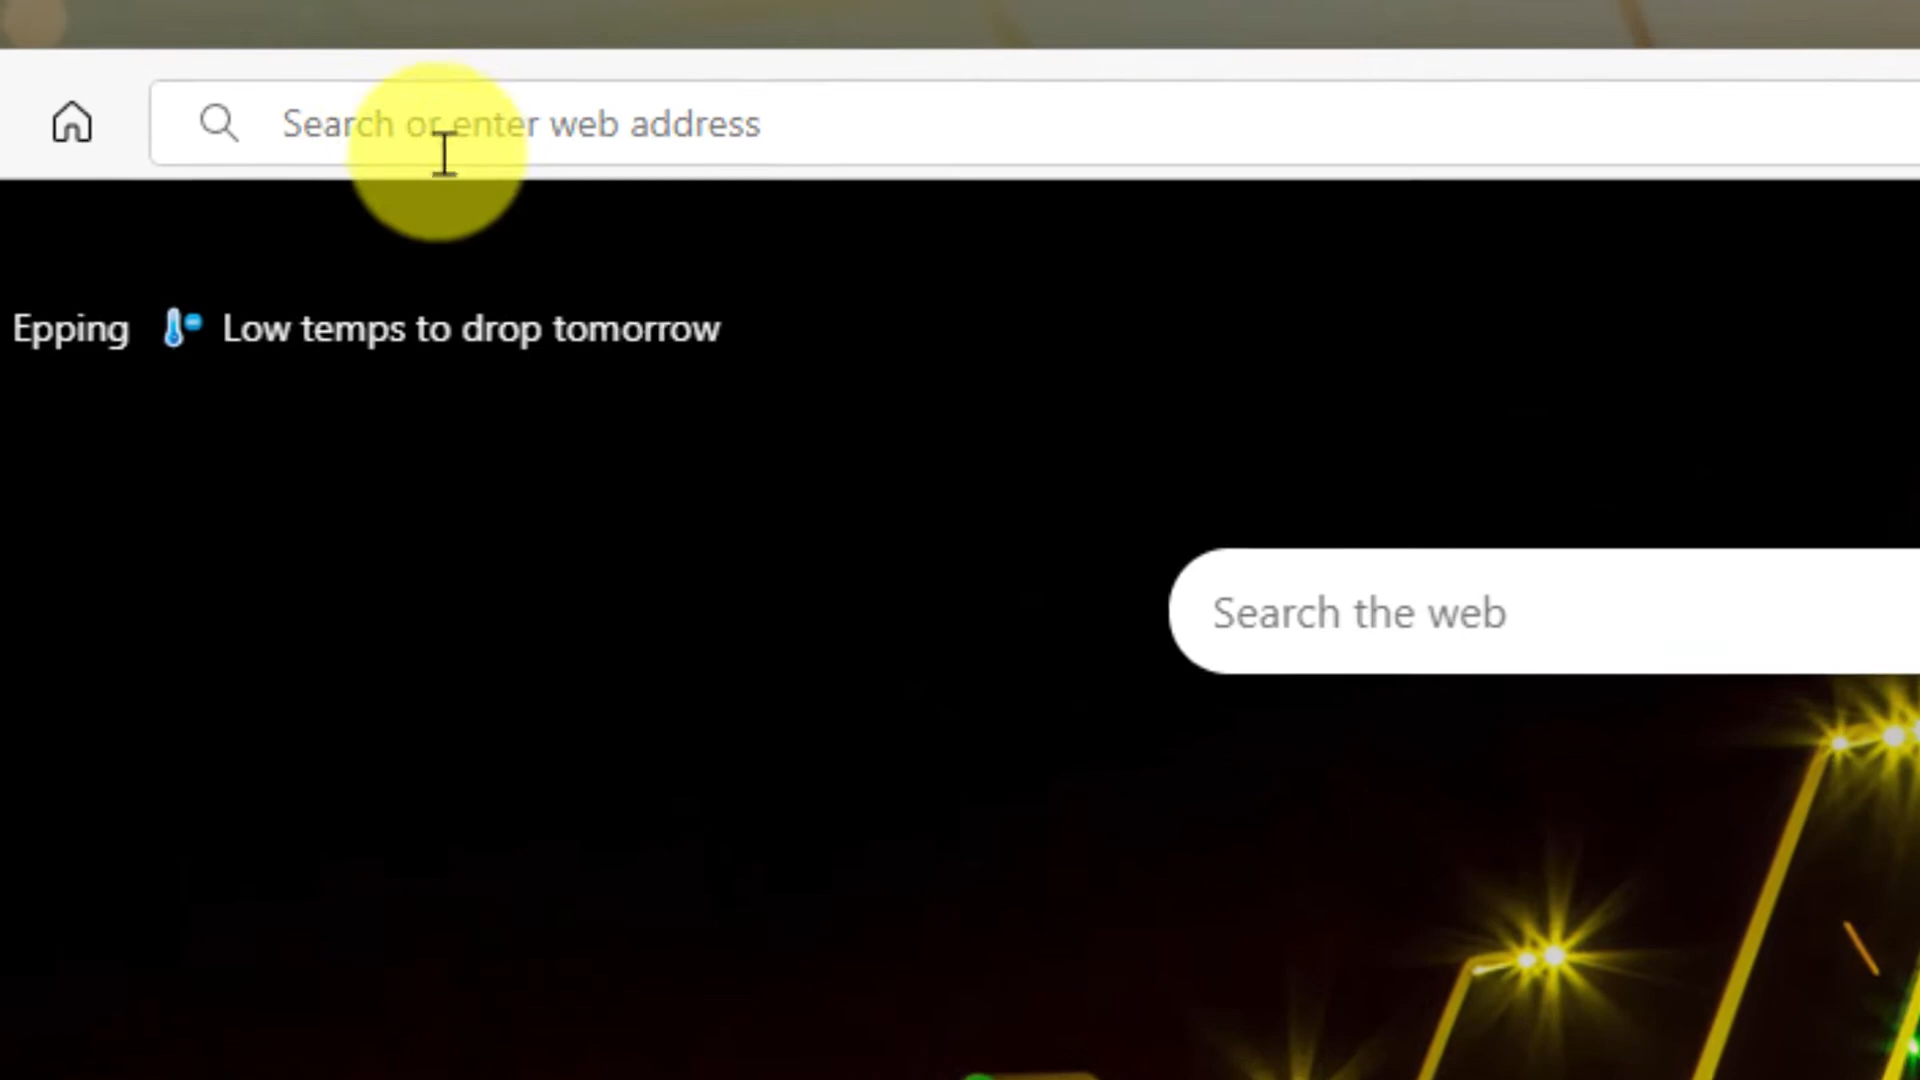 Search or enter web address
Epping Low temps to drop tomorrow
Search the web